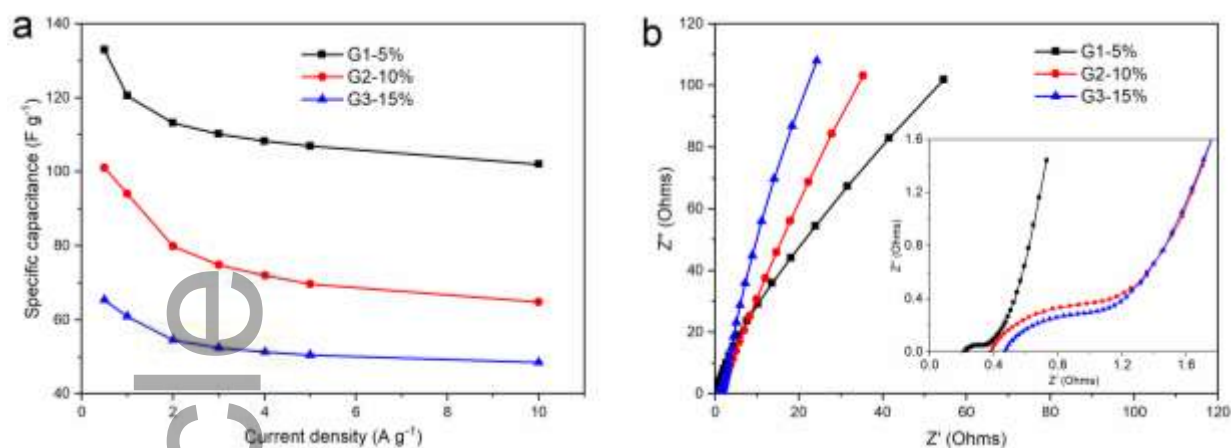 a
140
120
100
80
60
40
Specific capacitance (F g⁻¹)
G1-5%
G2-10%
G3-15%
0 2 4 6 8 10
Current density (A g⁻¹)
cle
b
120
100
80
60
40
20
0
Z'' (Ohms)
G1-5%
G2-10%
G3-15%
1.6
1.2
0.8
0.4
0.0
Z'' (Ohms)
0.0 0.4 0.8 1.2 1.6
Z' (Ohms)
0 20 40 60 80 100 120
Z' (Ohms)